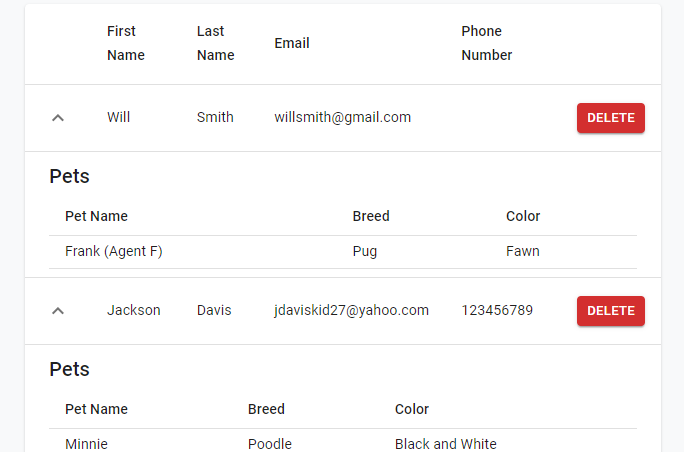 First Name Last Name Email Phone Number
Will Smith willsmith@gmail.com DELETE
Pets
Pet Name Breed Color
Frank (Agent F) Pug Fawn
Jackson Davis jdaviskid27@yahoo.com 123456789 DELETE
Pets
Pet Name Breed Color
Minnie Poodle Black and White